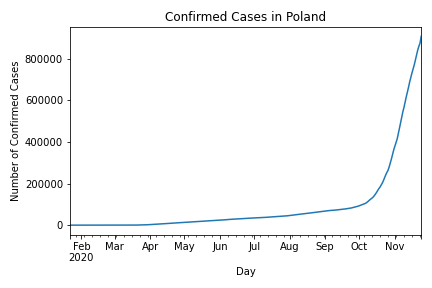 Confirmed Cases in Poland
Number of Confirmed Cases
800000
600000
400000
200000
0
Feb Mar Apr May Jun Jul Aug Sep Oct Nov
2020
Day